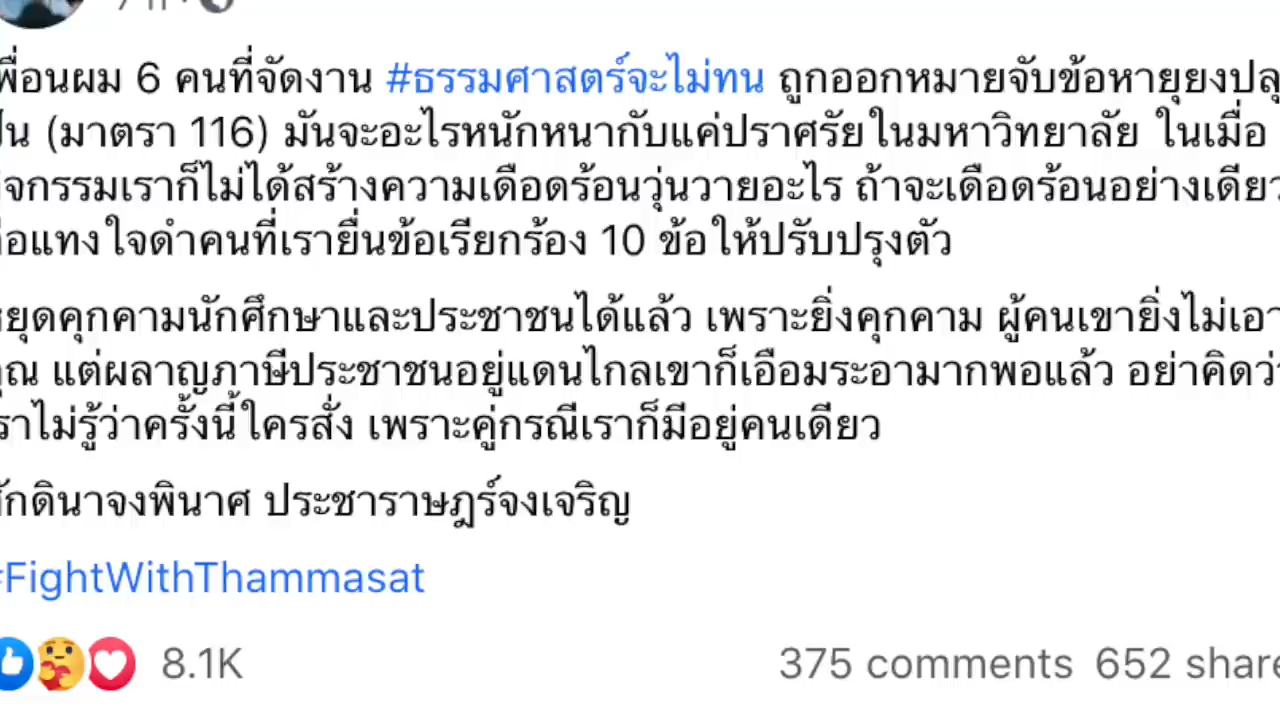 พื่อนผม 6 คนที่จัดงาน #ธรรมศาสตร์จะไม่ทน ถูกออกหมายจับข้อหายุยงปลุ
ป็น (มาตรา 116) มันจะอะไรหนักหนากับแค่ปราศรัยในมหาวิทยาลัย ในเมื่อ
กิจกรรมเราก็ไม่ได้สร้างความเดือดร้อนวุ่นวายอะไร ถ้าจะเดือดร้อนอย่างเดียว
คือแทงใจดำคนที่เรายื่นข้อเรียกร้อง 10 ข้อให้ปรับปรุงตัว
หยุดคุกคามนักศึกษาและประชาชนได้แล้ว เพราะยิ่งคุกคาม ผู้คนเขายิ่งไม่เอา
คุณ แต่ผลาญภาษีประชาชนอยู่แดนไกลเขาก็เอือมระอามากพอแล้ว อย่าคิดว่า
เราไม่รู้ว่าครั้งนี้ใครสั่ง เพราะคู่กรณีเราก็มีอยู่คนเดียว
ศักดินาจงพินาศ ประชาราษฎร์จงเจริญ
#FightWithThammasat
8.1K 375 comments 652 share